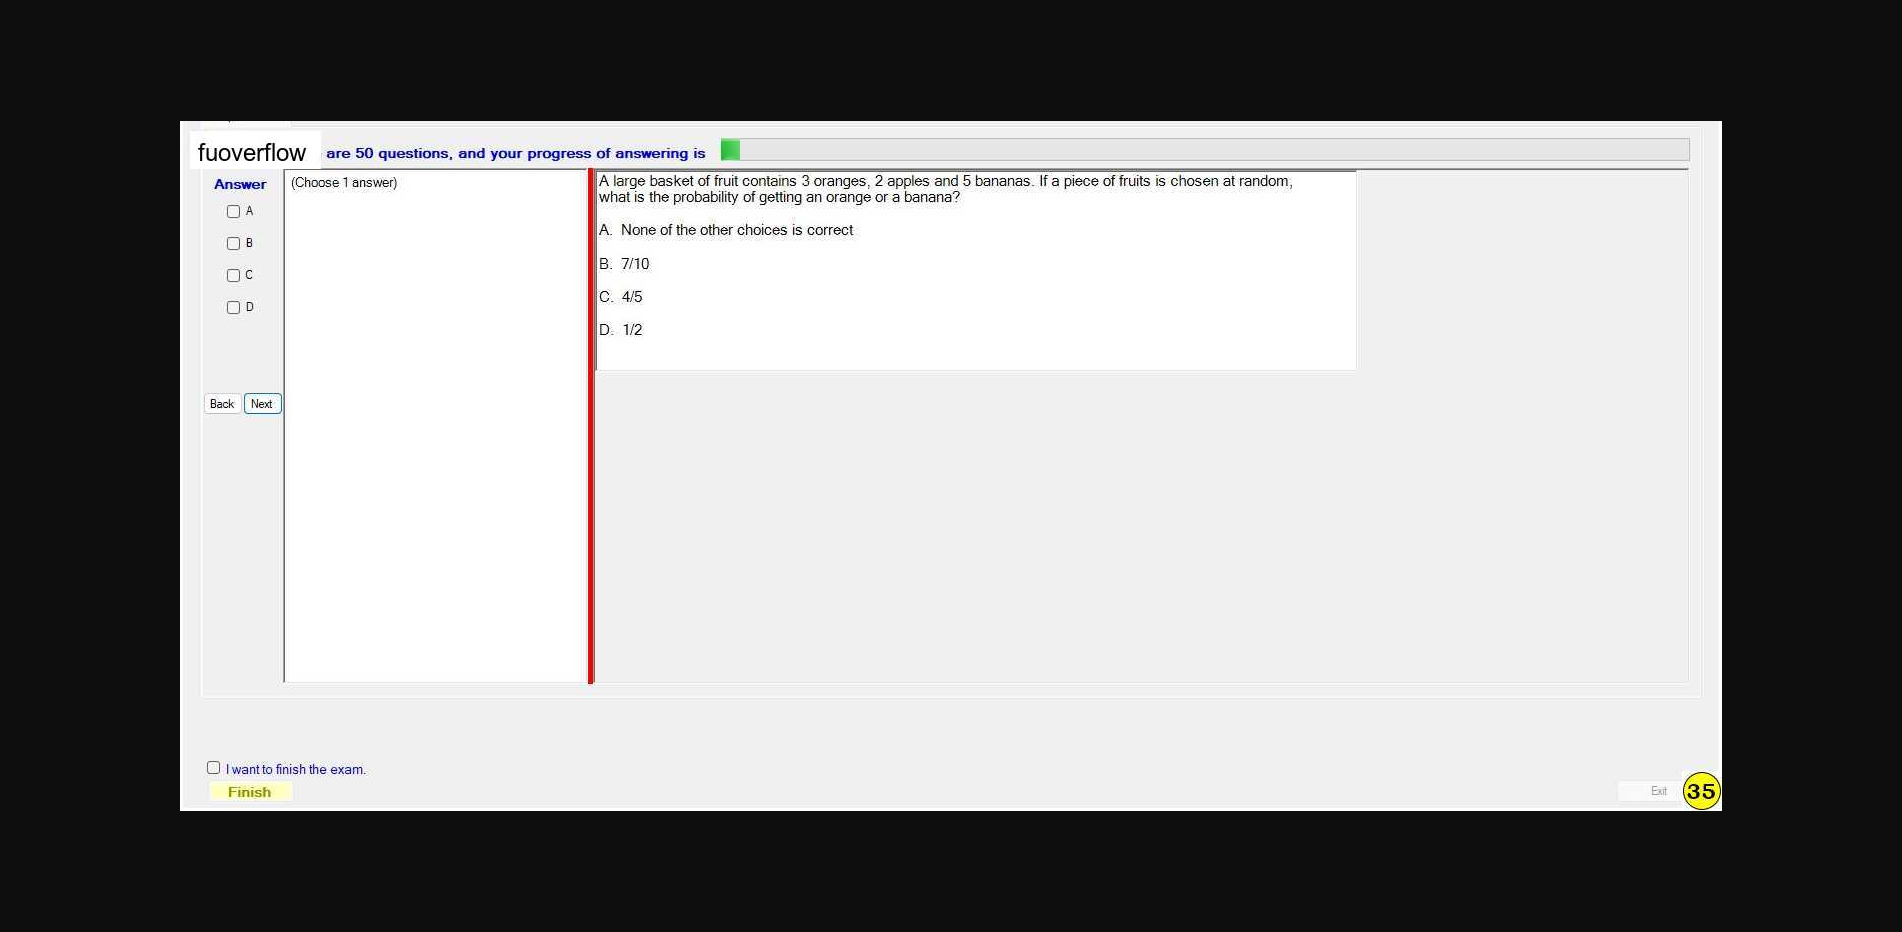 fuoverflow are 50 questions, and your progress of answering is
Answer
(Choose 1 answer)
A
B
C
D
Back Next
A large basket of fruit contains 3 oranges, 2 apples and 5 bananas. If a piece of fruits is chosen at random,
what is the probability of getting an orange or a banana?
A. None of the other choices is correct
B. 7/10
C. 4/5
D. 1/2
I want to finish the exam.
Finish
Exit
35